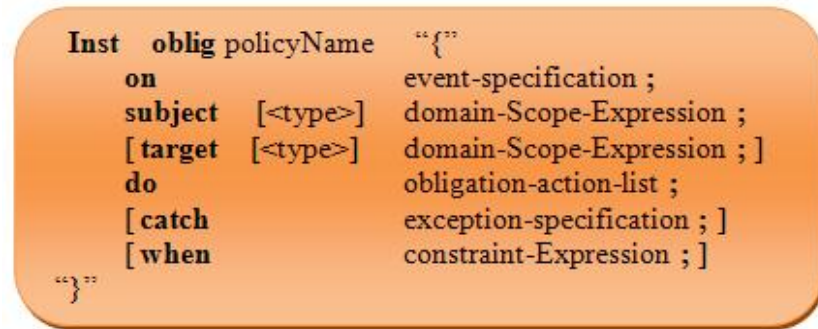 Inst oblig policyName “{”
on event-specification ;
subject [<type>] domain-Scope-Expression ;
[ target [<type>] domain-Scope-Expression ; ]
do obligation-action-list ;
[ catch exception-specification ; ]
[ when constraint-Expression ; ]
“}”